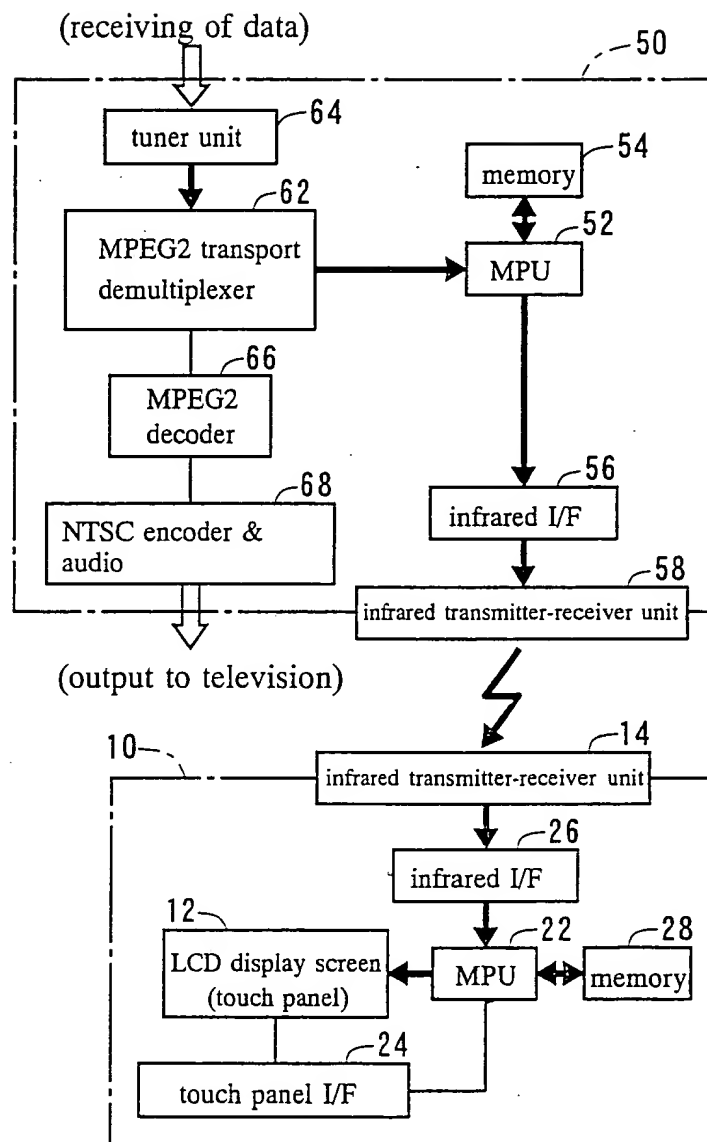 (receiving of data)
50
tuner unit
64
memory
54
62
MPEG2 transport
demultiplexer
52
MPU
66
MPEG2
decoder
56
infrared I/F
68
NTSC encoder &
audio
58
infrared transmitter-receiver unit
(output to television)
10
14
infrared transmitter-receiver unit
26
infrared I/F
12
LCD display screen
(touch panel)
22
MPU
28
memory
24
touch panel I/F